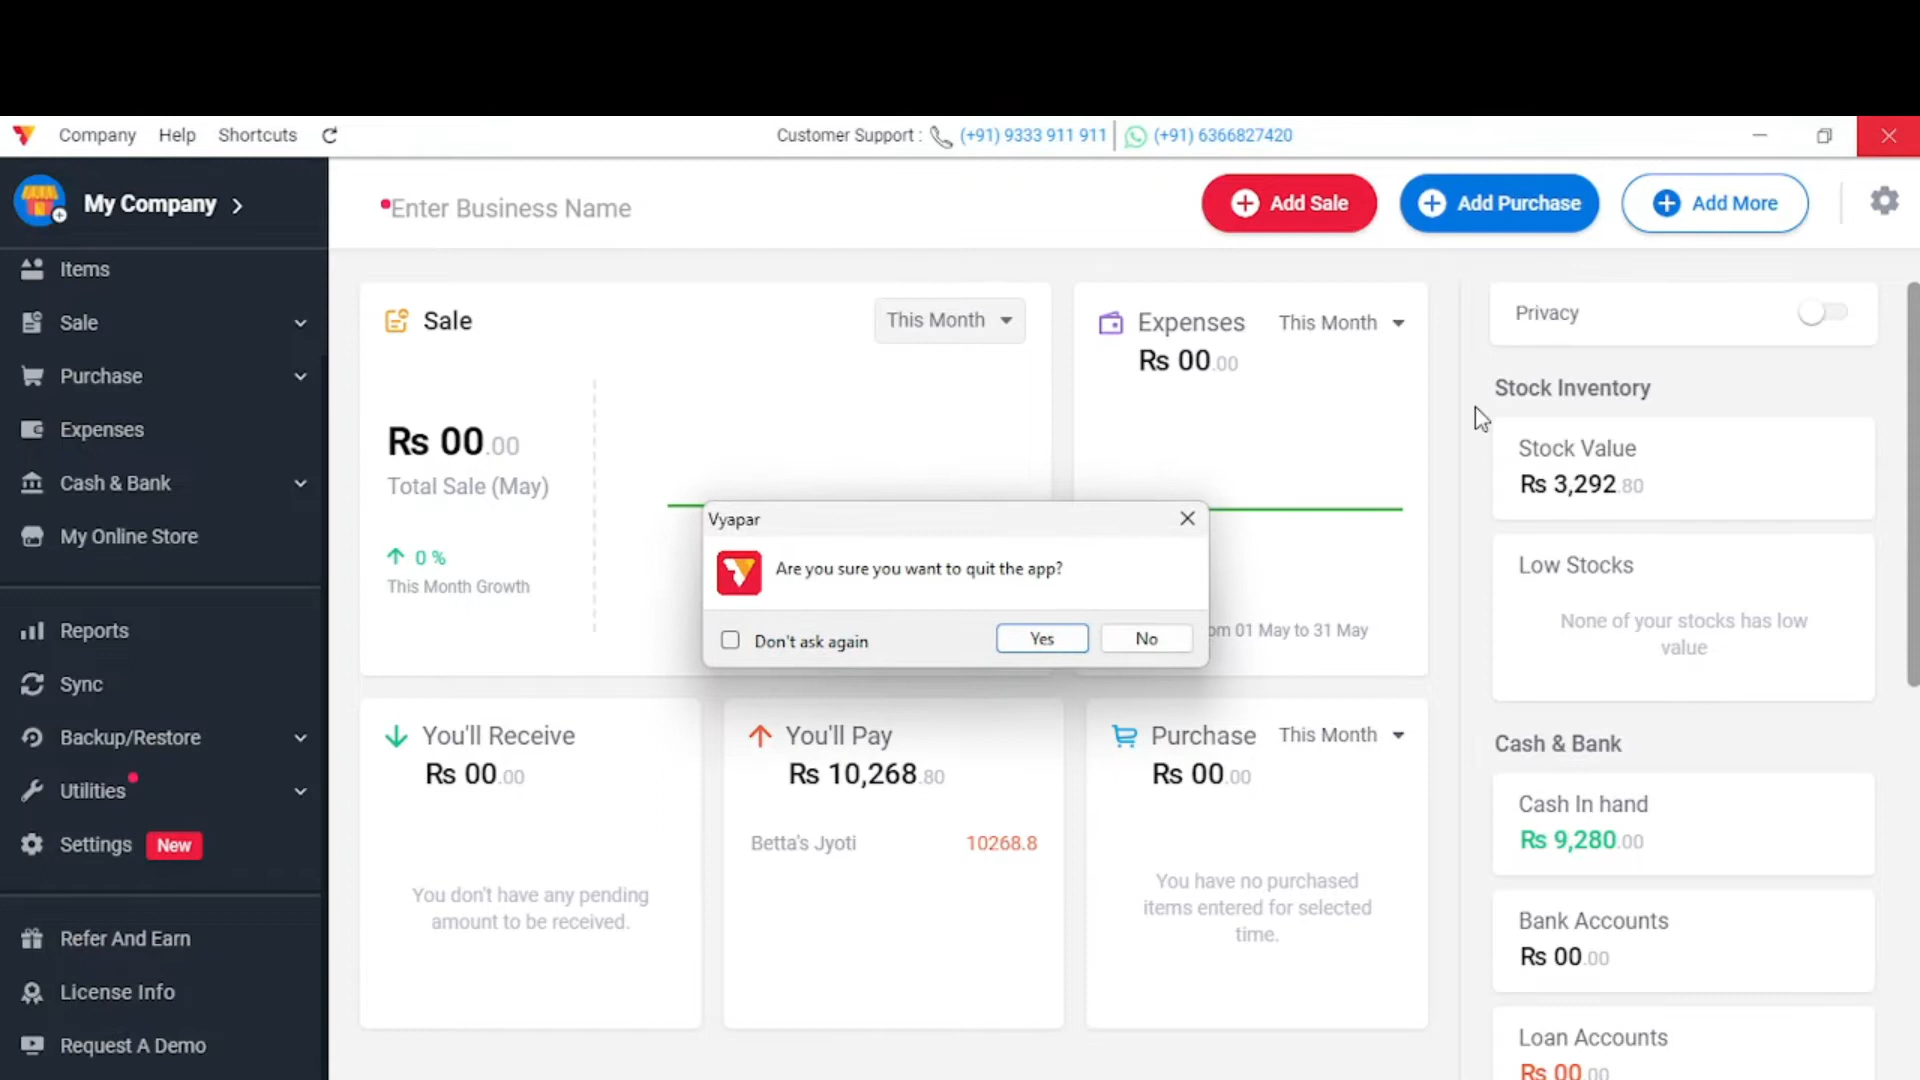 Company Help Shortcuts
Customer Support : (+91) 9333 911 911 (+91) 6366827420
My Company
Enter Business Name
Add Sale
Add Purchase
Add More
Items
Sale
Purchase
Expenses
Cash & Bank
My Online Store
Reports
Sync
Backup/Restore
Utilities
Settings New
Refer And Earn
License Info
Request A Demo
Sale
This Month
Rs 00.00
Total Sale (May)
0 %
This Month Growth
Expenses
This Month
Rs 00.00
om 01 May to 31 May
Vyapar
Are you sure you want to quit the app?
Don't ask again
Yes
No
You'll Receive
Rs 00.00
You don't have any pending
amount to be received.
You'll Pay
Rs 10,268.80
Betta's Jyoti 10268.8
Purchase
This Month
Rs 00.00
You have no purchased
items entered for selected
time.
Privacy
Stock Inventory
Stock Value
Rs 3,292.80
Low Stocks
None of your stocks has low
value
Cash & Bank
Cash In hand
Rs 9,280.00
Bank Accounts
Rs 00.00
Loan Accounts
Rs 00.00